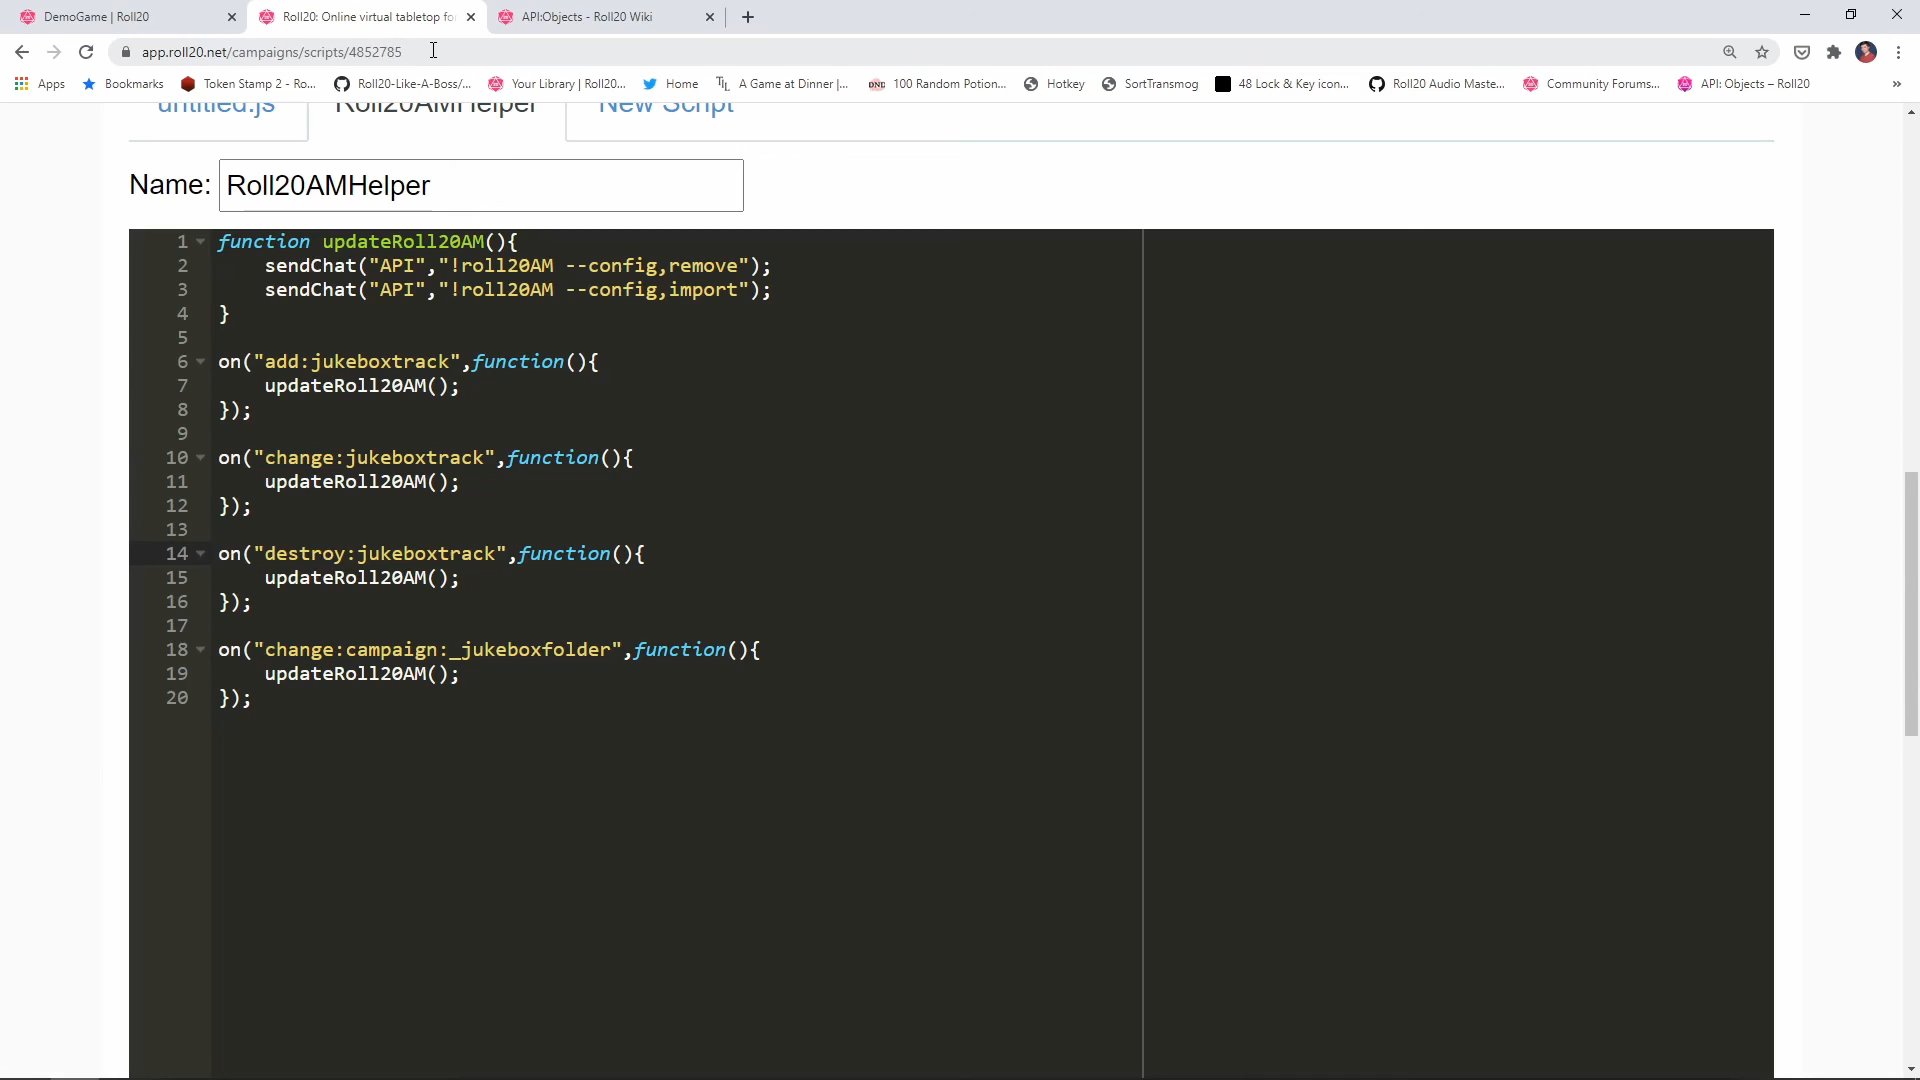 DemoGame | Roll20
Roll20: Online virtual tabletop fo
API:Objects - Roll20 Wiki
app.roll20.net/campaigns/scripts/4852785
Apps
Bookmarks
Token Stamp 2 - Ro...
Roll20-Like-A-Boss/...
Your Library | Roll20...
Home
A Game at Dinner |...
100 Random Potion...
Hotkey
SortTransmog
48 Lock & Key icon...
Roll20 Audio Maste...
Community Forums...
API: Objects – Roll20
»
untitled.js
Roll20AMHelper
New Script
Name: Roll20AMHelper
1 function updateRoll20AM(){
2 sendChat("API","!roll20AM --config,remove");
3 sendChat("API","!roll20AM --config,import");
4 }
5
6 on("add:jukeboxtrack",function(){
7 updateRoll20AM();
8 });
9
10 on("change:jukeboxtrack",function(){
11 updateRoll20AM();
12 });
13
14 on("destroy:jukeboxtrack",function(){
15 updateRoll20AM();
16 });
17
18 on("change:campaign:_jukeboxfolder",function(){
19 updateRoll20AM();
20 });